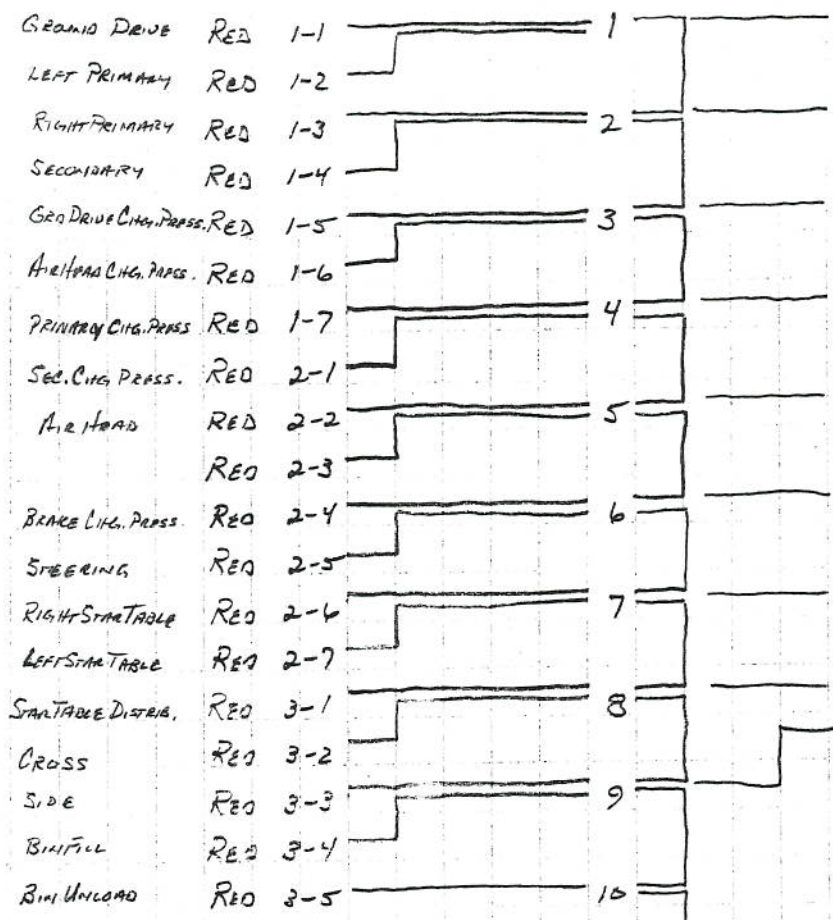 GROUND DRIVE RED 1-1 1
LEFT PRIMARY RED 1-2
RIGHT PRIMARY RED 1-3 2
SECONDARY RED 1-4
GRD DRIVE CHG. PRESS. RED 1-5 3
AIR HEAD CHG. PRESS. RED 1-6
PRIMARY CHG. PRESS RED 1-7 4
SEC. CHG PRESS. RED 2-1
AIR HEAD RED 2-2 5
RED 2-3
BRAKE CHG. PRESS. RED 2-4 6
STEERING RED 2-5
RIGHT STAR TABLE RED 2-6 7
LEFT STAR TABLE RED 2-7
STAR TABLE DISTRIB. RED 3-1 8
CROSS RED 3-2
SIDE RED 3-3 9
BIN FILL RED 3-4
BIN UNLOAD RED 3-5 10